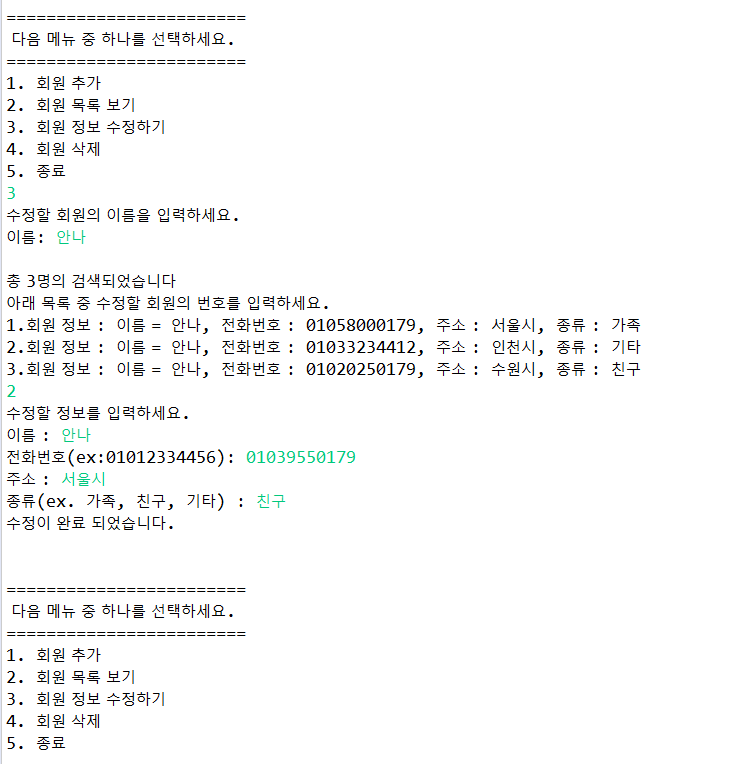 ========================
다음 메뉴 중 하나를 선택하세요.
========================
1. 회원 추가
2. 회원 목록 보기
3. 회원 정보 수정하기
4. 회원 삭제
5. 종료
3
수정할 회원의 이름을 입력하세요.
이름: 안나
총 3명의 검색되었습니다
아래 목록 중 수정할 회원의 번호를 입력하세요.
1.회원 정보 : 이름 = 안나, 전화번호 : 01058000179, 주소 : 서울시, 종류 : 가족
2.회원 정보 : 이름 = 안나, 전화번호 : 01033234412, 주소 : 인천시, 종류 : 기타
3.회원 정보 : 이름 = 안나, 전화번호 : 01020250179, 주소 : 수원시, 종류 : 친구
2
수정할 정보를 입력하세요.
이름 : 안나
전화번호(ex:01012334456): 01039550179
주소 : 서울시
종류(ex. 가족, 친구, 기타) : 친구
수정이 완료 되었습니다.
========================
다음 메뉴 중 하나를 선택하세요.
========================
1. 회원 추가
2. 회원 목록 보기
3. 회원 정보 수정하기
4. 회원 삭제
5. 종료